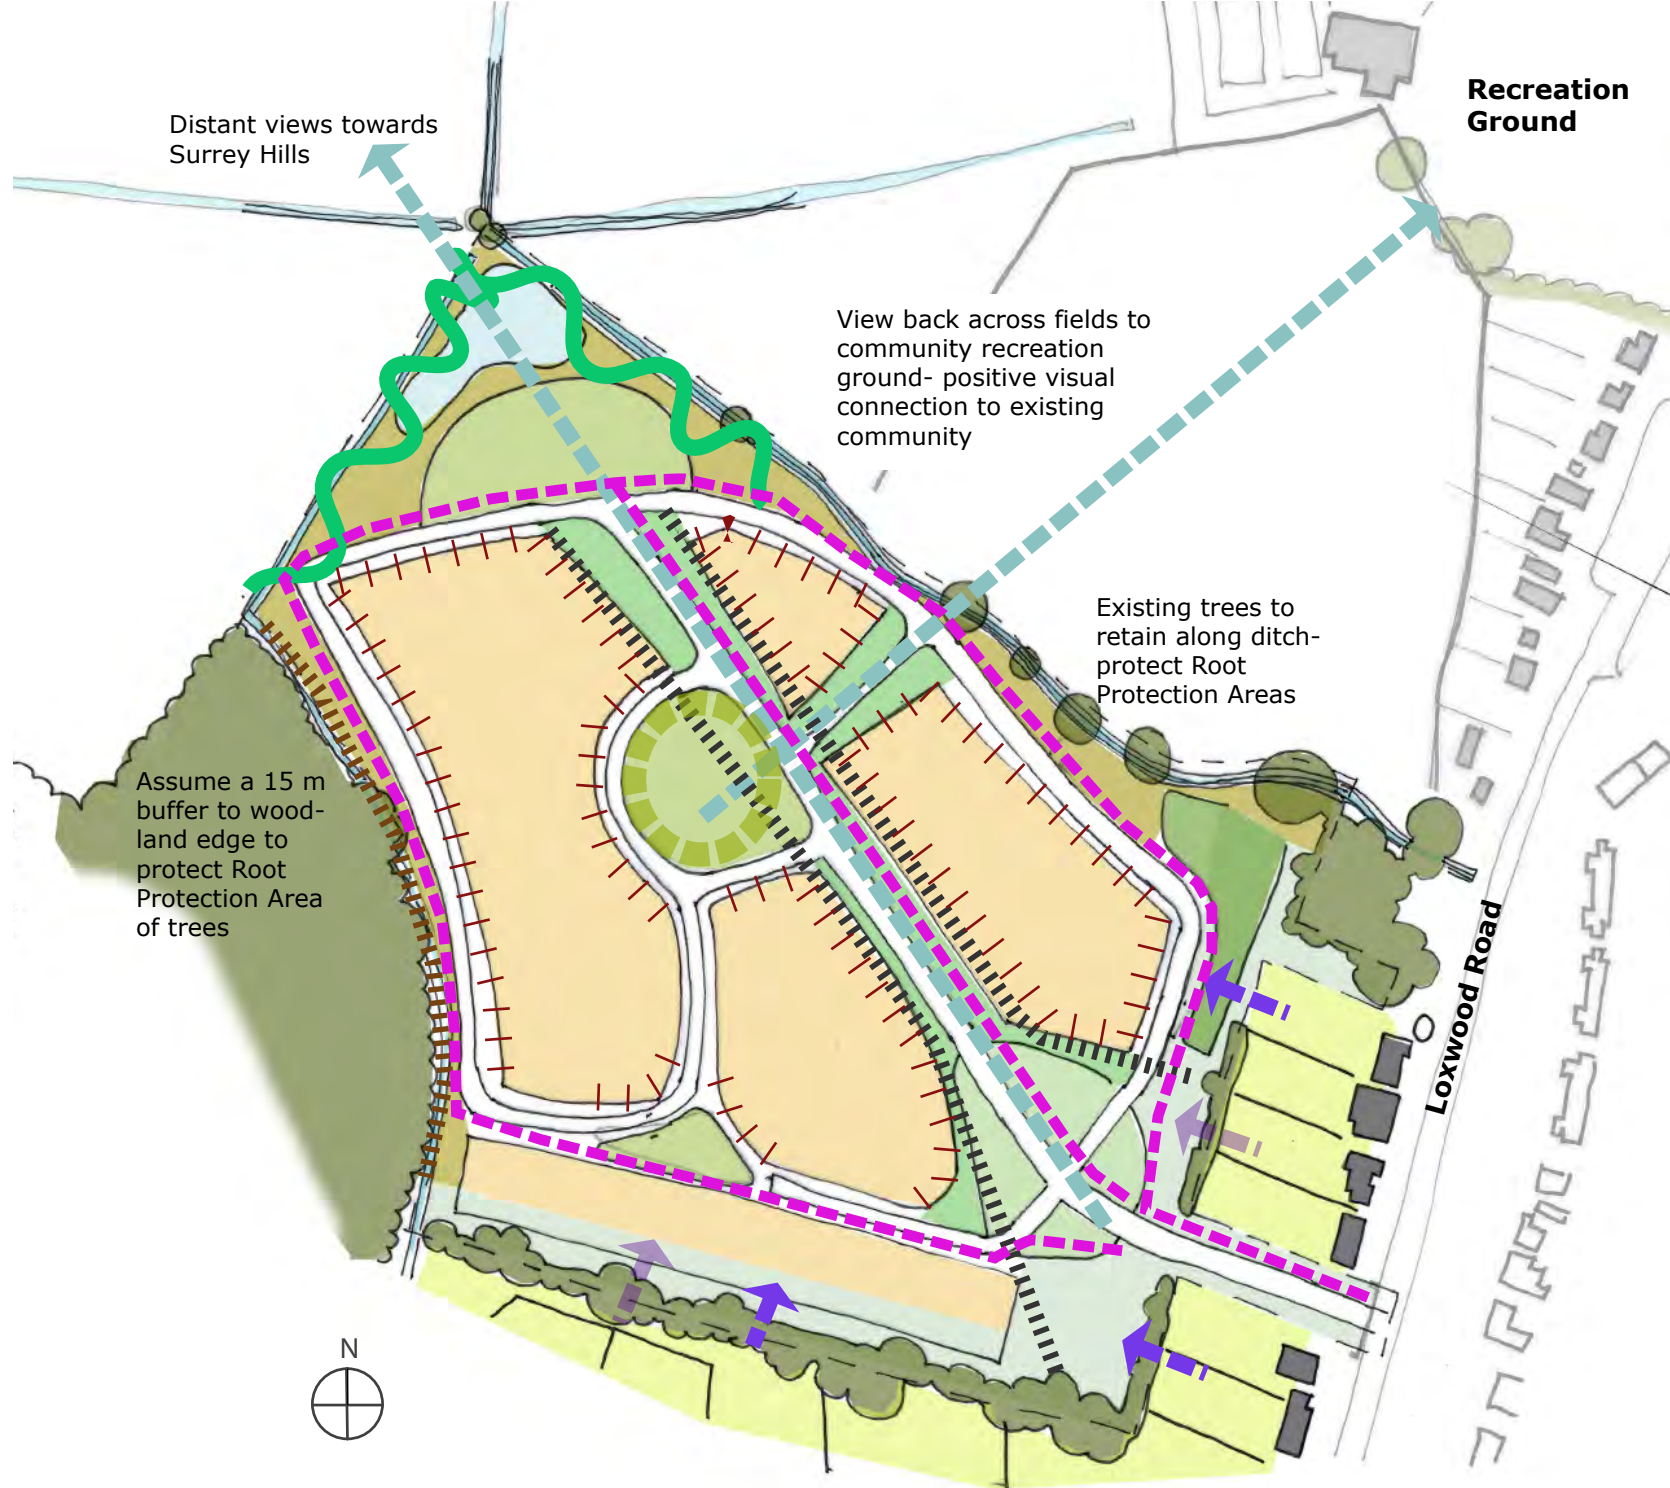 Recreation
Ground
Distant views towards
Surrey Hills
View back across fields to
community recreation
ground- positive visual
connection to existing
community
Existing trees to
retain along ditch-
protect Root
Protection Areas
Assume a 15 m
buffer to wood-
land edge to
protect Root
Protection Area
of trees
Loxwood Road
N